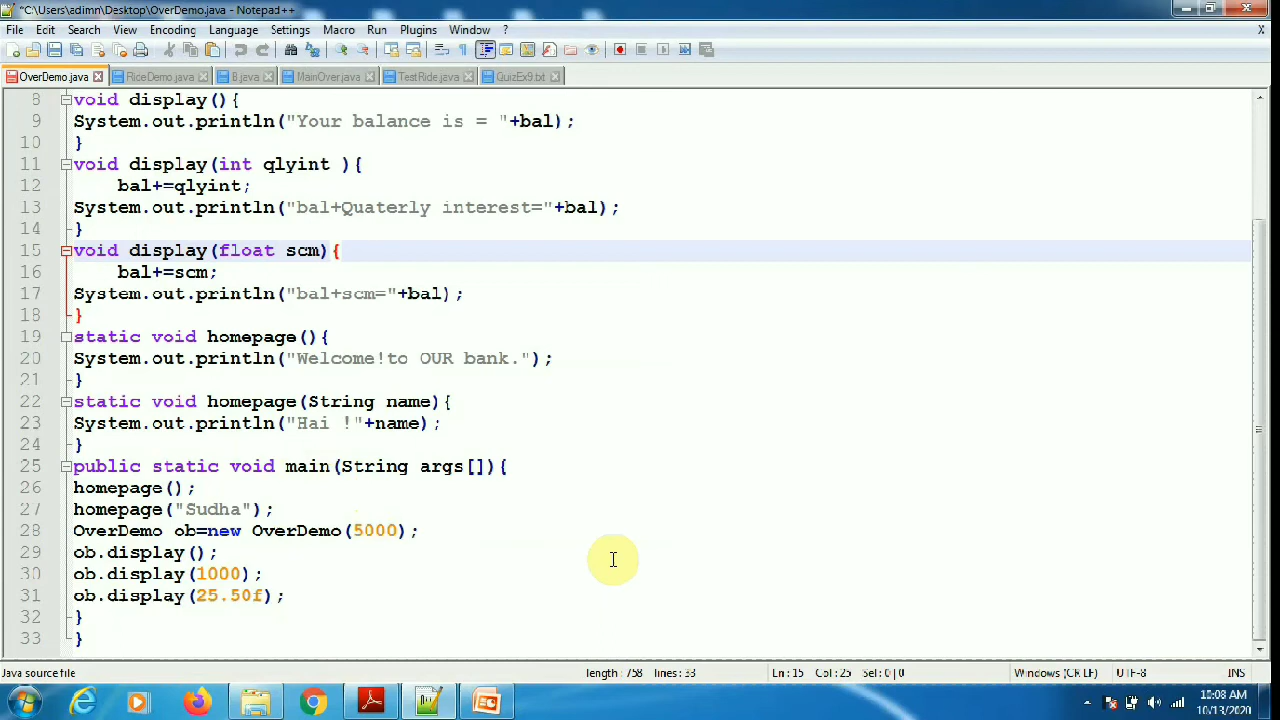 *C:\Users\adimn\Desktop\OverDemo.java - Notepad++
File Edit Search View Encoding Language Settings Macro Run Plugins Window ? X
OverDemo.java RiceDemo.java B.java MainOver.java TestRide.java QuizEx9.txt
8 void display(){
9 System.out.println("Your balance is = "+bal);
10 }
11 void display(int qlyint ){
12 bal+=qlyint;
13 System.out.println("bal+Quaterly interest="+bal);
14 }
15 void display(float scm){
16 bal+=scm;
17 System.out.println("bal+scm="+bal);
18 }
19 static void homepage(){
20 System.out.println("Welcome!to OUR bank.");
21 }
22 static void homepage(String name){
23 System.out.println("Hai !"+name);
24 }
25 public static void main(String args[]){
26 homepage();
27 homepage("Sudha");
28 OverDemo ob=new OverDemo(5000);
29 ob.display();
30 ob.display(1000);
31 ob.display(25.50f);
32 }
33 }
Java source file length : 758 lines : 33 Ln : 15 Col : 25 Sel : 0 | 0 Windows (CR LF) UTF-8 INS
10:08 AM
10/13/2020